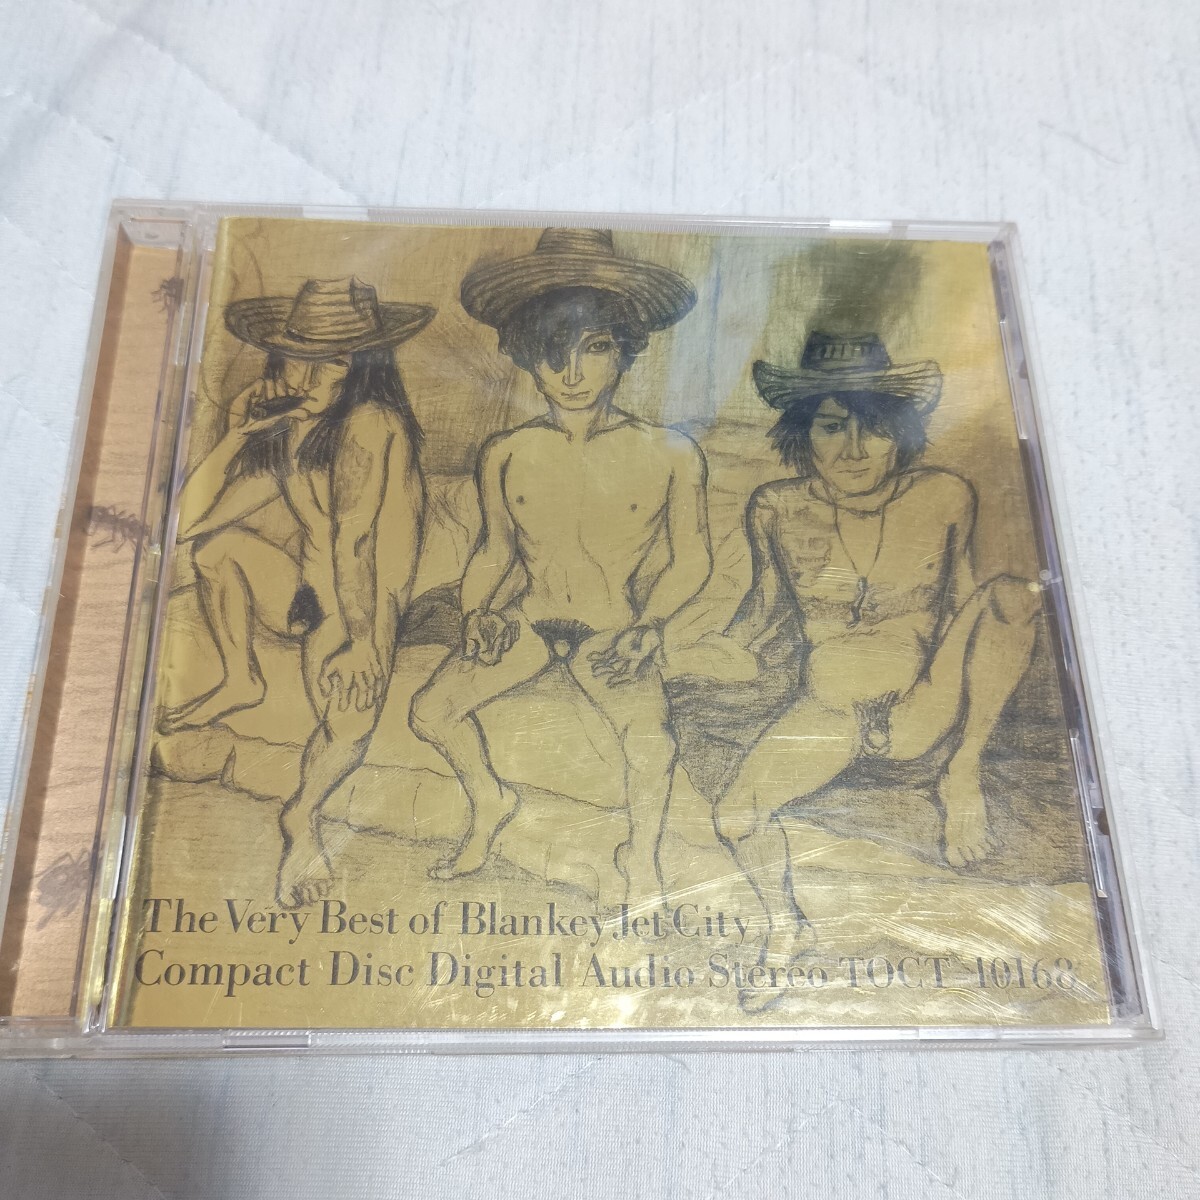 The Very Best of Blankey Jet City
Compact Disc Digital Audio Stereo TOCT-10168